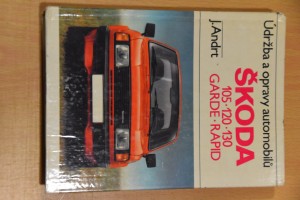 Údržba a opravy automobilů
ŠKODA
105·120·130
GARDE·RAPID
J. Andrt